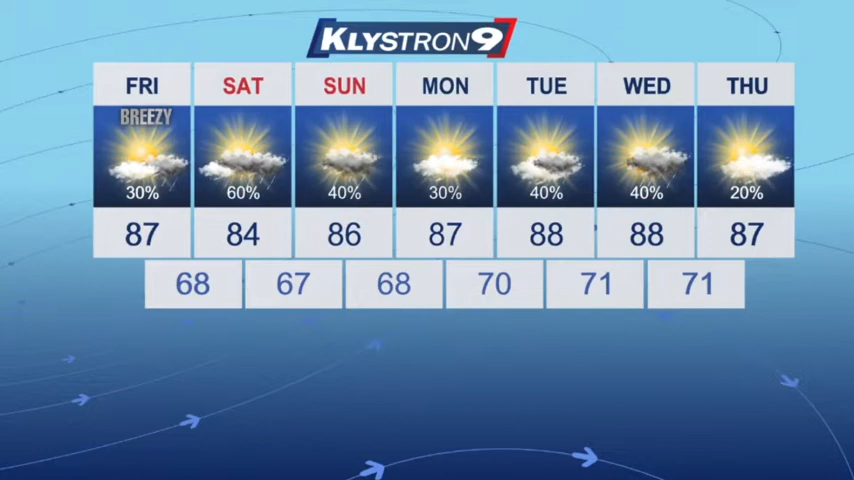 KLYSTRON9
FRI SAT SUN MON TUE WED THU
BREEZY
30% 60% 40% 30% 40% 40% 20%
87 84 86 87 88 88 87
68 67 68 70 71 71